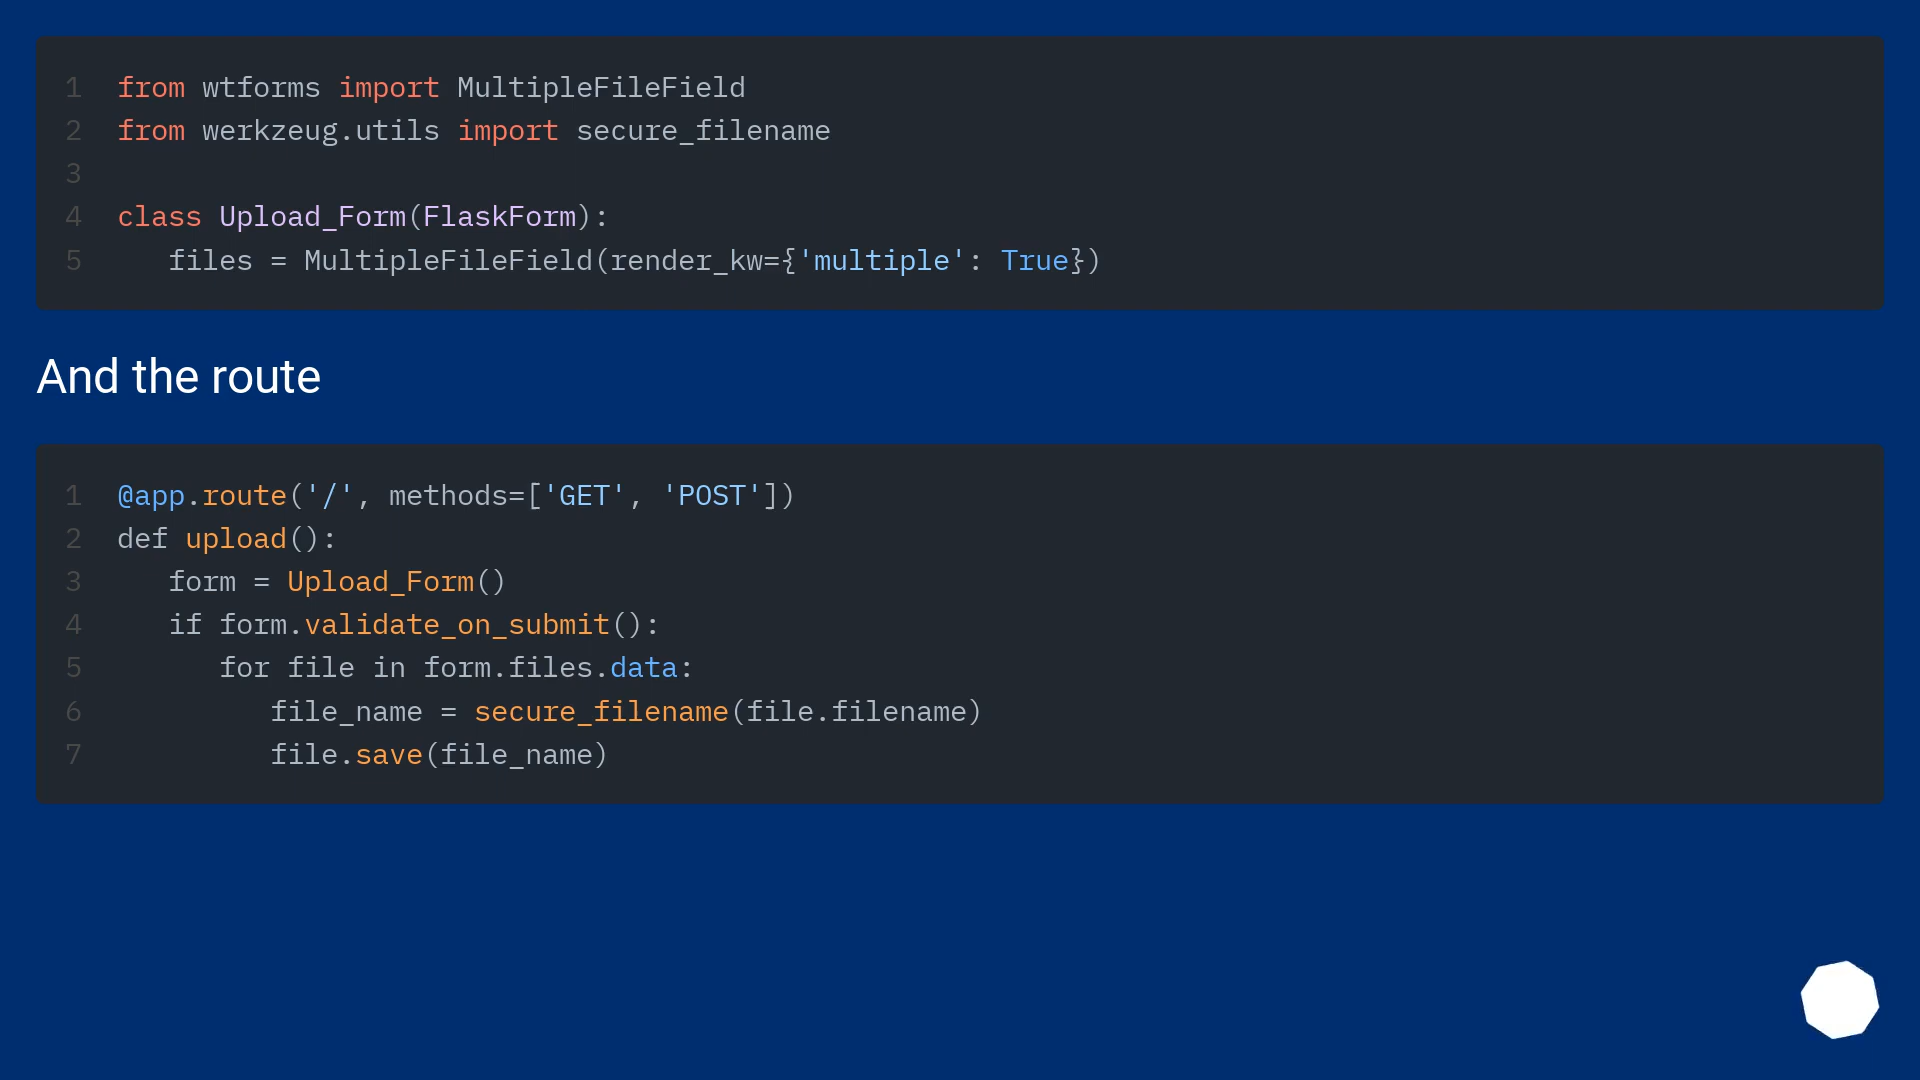 1 from wtforms import MultipleFileField
2 from werkzeug.utils import secure_filename
3
4 class Upload_Form(FlaskForm):
5    files = MultipleFileField(render_kw={'multiple': True})
And the route
1 @app.route('/', methods=['GET', 'POST'])
2 def upload():
3    form = Upload_Form()
4    if form.validate_on_submit():
5       for file in form.files.data:
6          file_name = secure_filename(file.filename)
7          file.save(file_name)